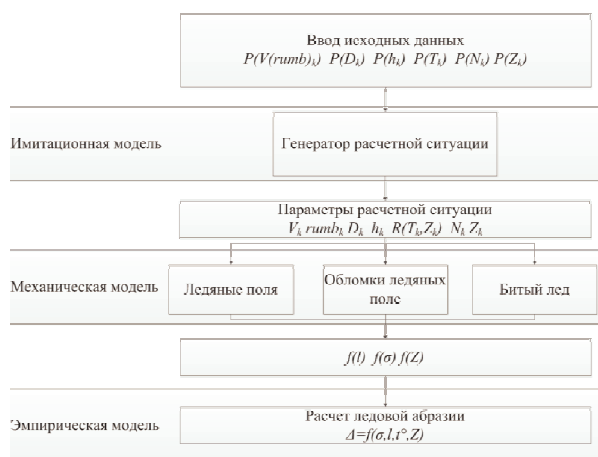 Ввод исходных данных
P(V(rumb)k) P(Dk) P(hk) P(Tk) P(Nk) P(Zk)
Имитационная модель
Генератор расчетной ситуации
Параметры расчетной ситуации
Vk rumbk Dk hk R(Tk,Zk) Nk Zk
Механическая модель
Ледяные поля
Обломки ледяных
полей
Битый лед
f(l) f(σ) f(Z)
Эмпирическая модель
Расчет ледовой абразии
Δ=f(σ,l,t°,Z)